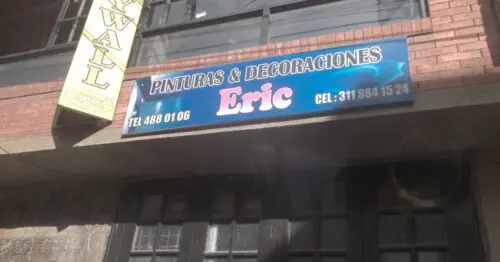 YWALL
PINTURAS & DECORACIONES
Eric
TEL 488 01 06
CEL : 311 884 15 24